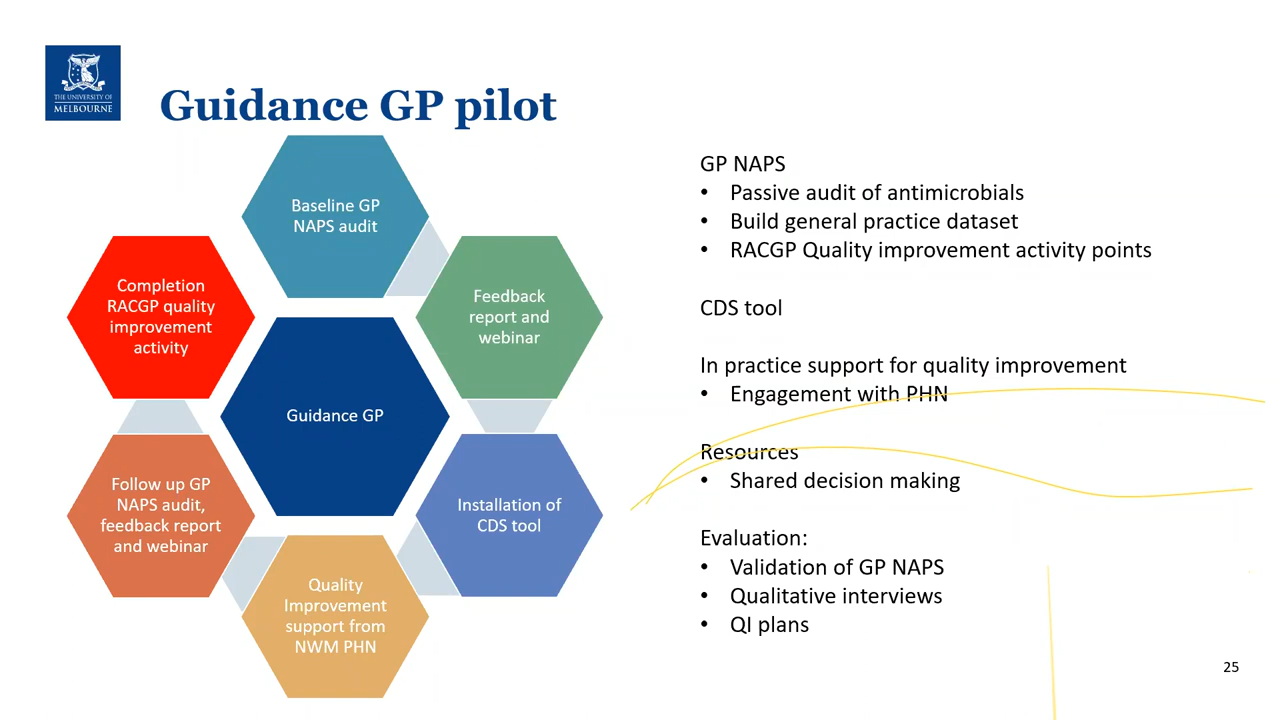 THE UNIVERSITY OF
MELBOURNE
Guidance GP pilot
Baseline GP
NAPS audit
Feedback
report and
webinar
Installation of
CDS tool
Quality
Improvement
support from
NWM PHN
Follow up GP
NAPS audit,
feedback report
and webinar
Completion
RACGP quality
improvement
activity
Guidance GP
GP NAPS
• Passive audit of antimicrobials
• Build general practice dataset
• RACGP Quality improvement activity points
CDS tool
In practice support for quality improvement
• Engagement with PHN
Resources
• Shared decision making
Evaluation:
• Validation of GP NAPS
• Qualitative interviews
• QI plans
25